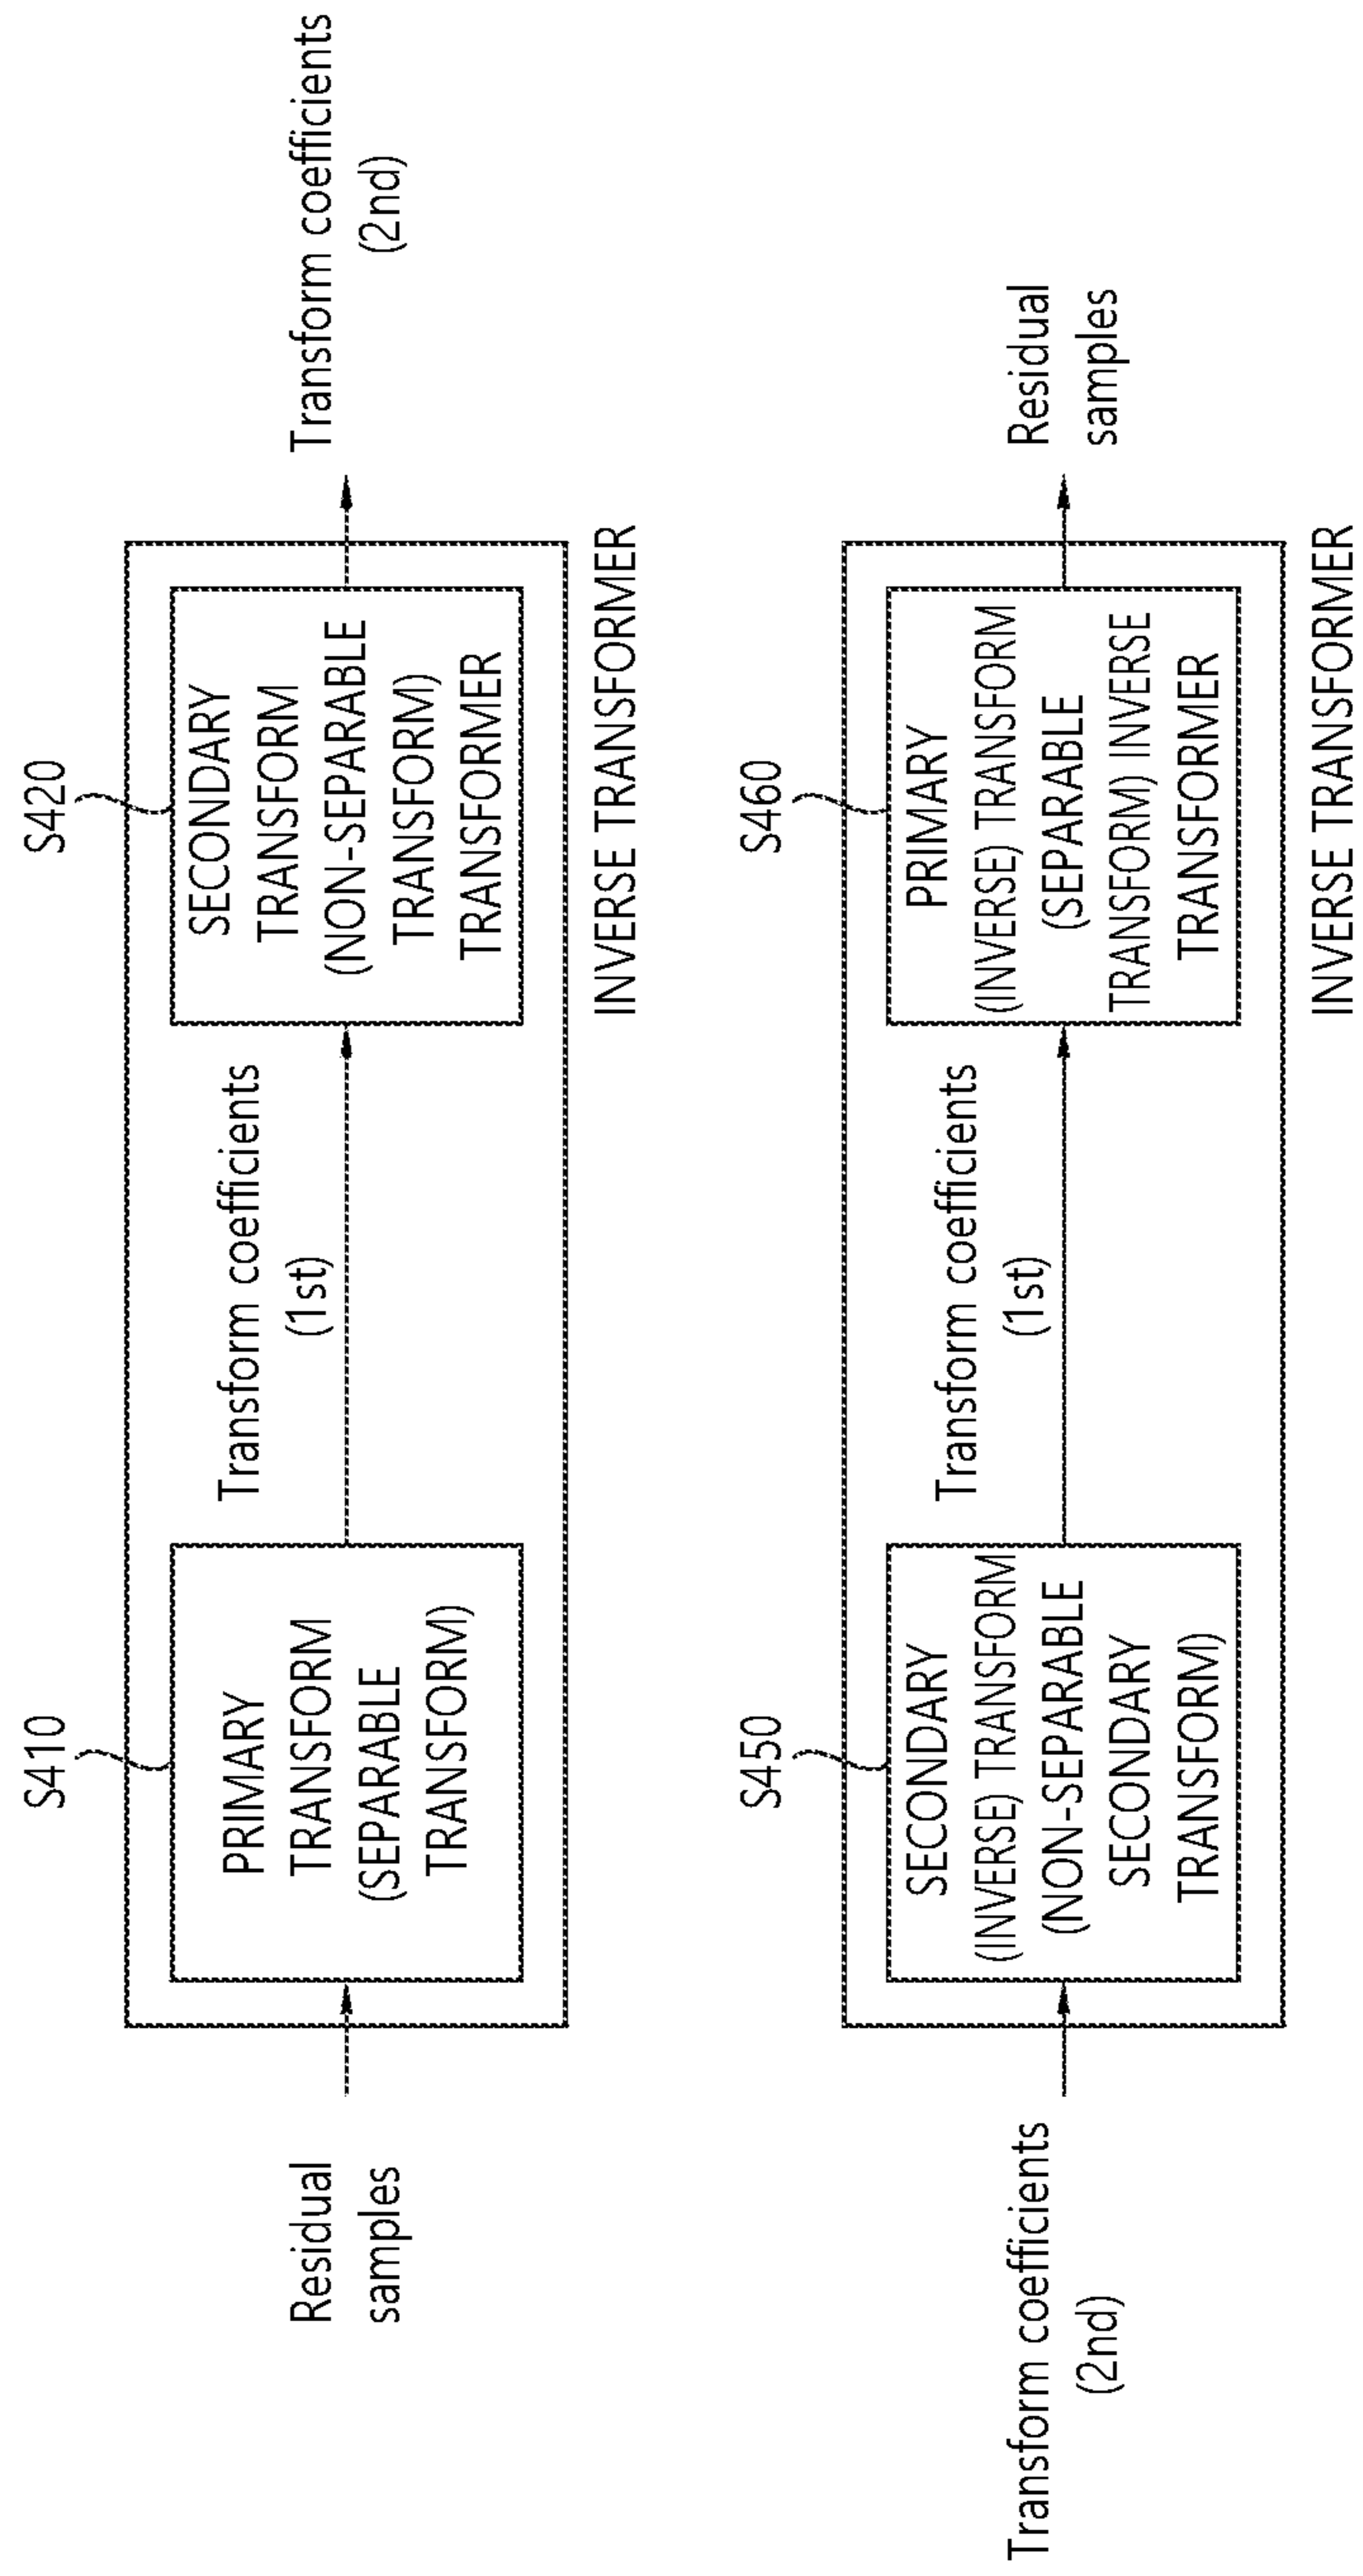 S410
S420
Residual
samples
PRIMARY
TRANSFORM
(SEPARABLE
TRANSFORM)
Transform coefficients
(1st)
SECONDARY
TRANSFORM
(NON-SEPARABLE
TRANSFORM)
TRANSFORMER
Transform coefficients
(2nd)
INVERSE TRANSFORMER
S450
S460
Transform coefficients
(2nd)
SECONDARY
(INVERSE) TRANSFORM
(NON-SEPARABLE
SECONDARY
TRANSFORM)
Transform coefficients
(1st)
PRIMARY
(INVERSE) TRANSFORM
(SEPARABLE
TRANSFORM) INVERSE
TRANSFORMER
Residual
samples
INVERSE TRANSFORMER